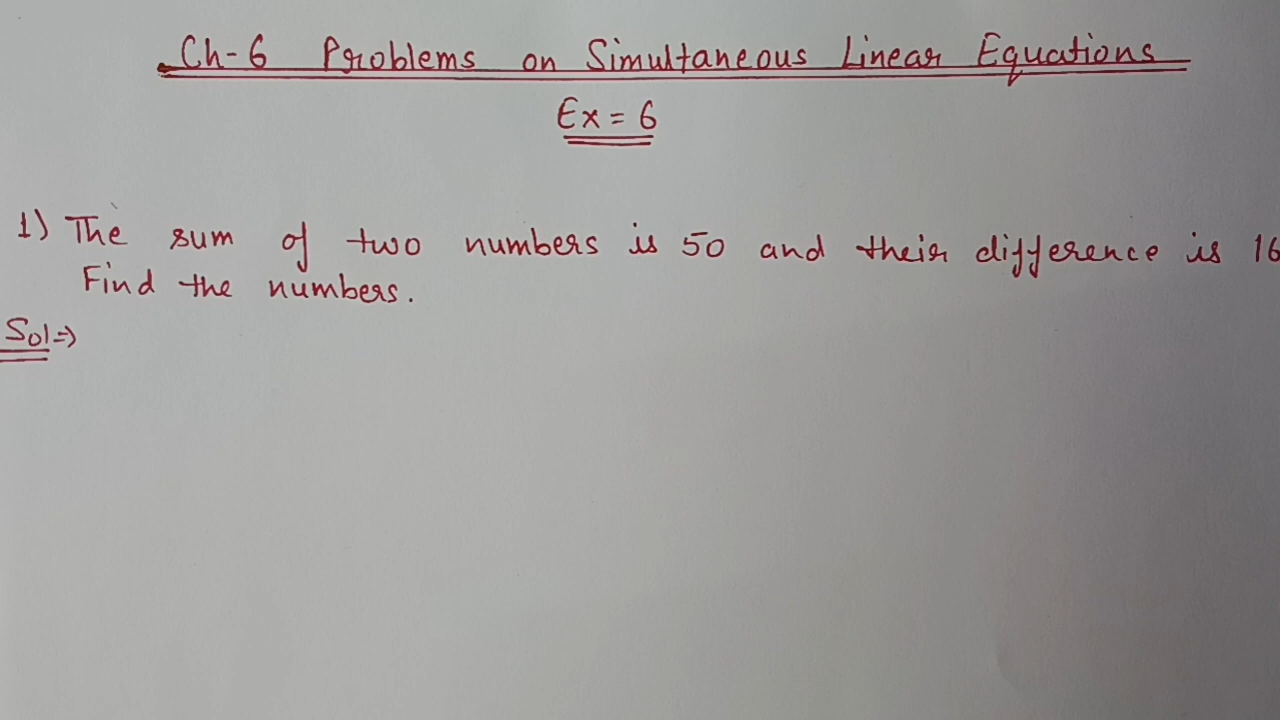 Ch-6 Problems on Simultaneous Linear Equations
Ex = 6
1) The sum of two numbers is 50 and their difference is 16
Find the numbers.
Sol=>